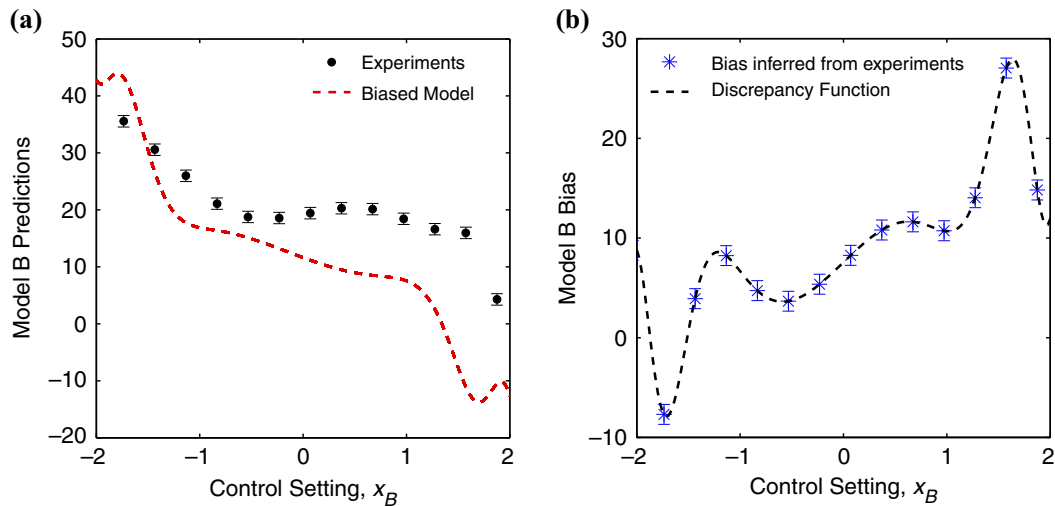 (a)
50
40
30
20
10
0
−10
−20
−2
−1
0
1
2
Model B Predictions
Control Setting, xB
Experiments
Biased Model
(b)
30
20
10
0
−10
−2
−1
0
1
2
Model B Bias
Control Setting, xB
Bias inferred from experiments
Discrepancy Function